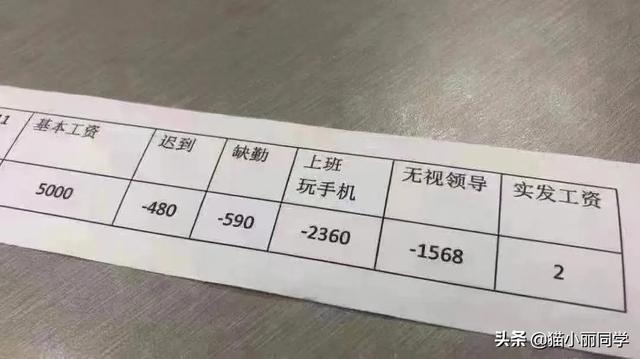 基本工资 迟到 缺勤 上班玩手机 无视领导 实发工资
5000 -480 -590 -2360 -1568 2
头条 @猫小丽同学